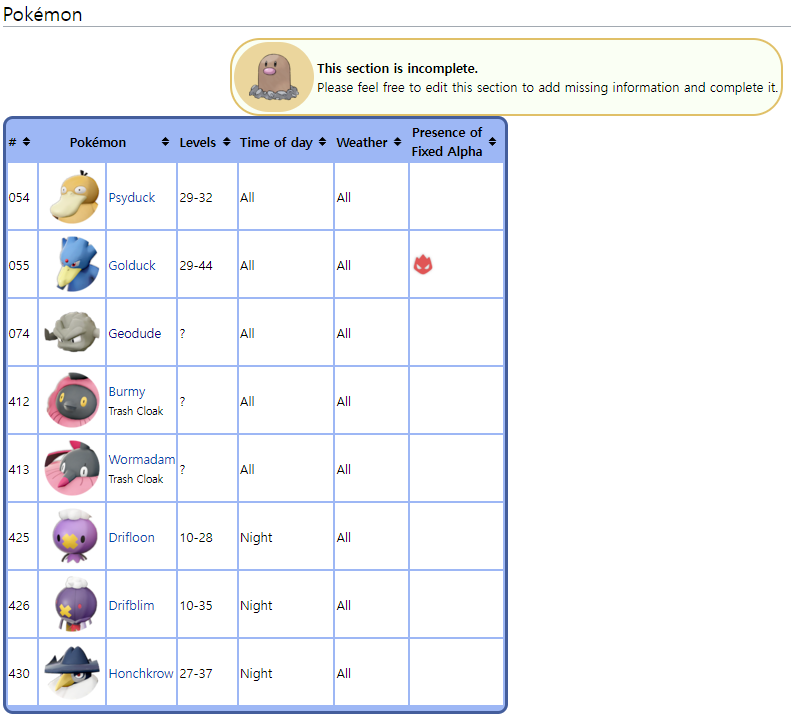 Pokémon
This section is incomplete.
Please feel free to edit this section to add missing information and complete it.
# Pokémon Levels Time of day Weather Presence of
Fixed Alpha
054 Psyduck 29-32 All All
055 Golduck 29-44 All All
074 Geodude ? All All
412 Burmy ? All All
Trash Cloak
413 Wormadam ? All All
Trash Cloak
425 Drifloon 10-28 Night All
426 Drifblim 10-35 Night All
430 Honchkrow 27-37 Night All